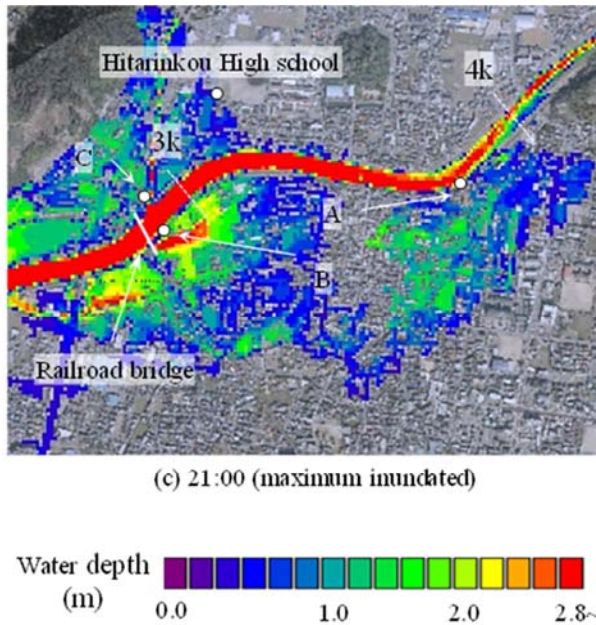 Hitarinkou High school
4k
3k
C
A
B
Railroad bridge
(c) 21:00 (maximum inundated)
Water depth
(m)
0.0 1.0 2.0 2.8~